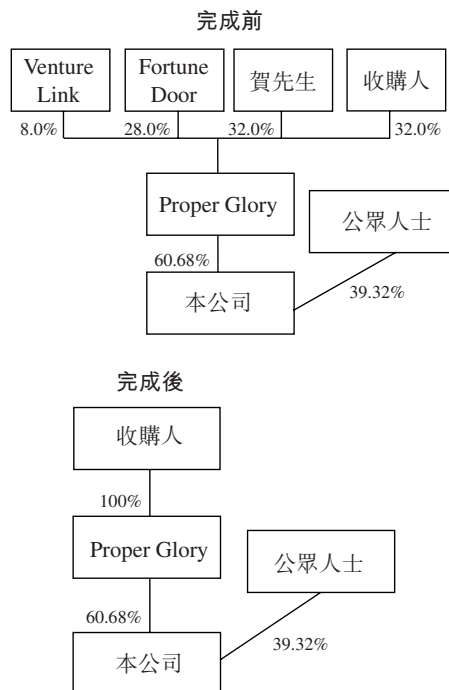 完成前
Venture
Link
Fortune
Door
賀先生
收購人
8.0%
28.0%
32.0%
32.0%
Proper Glory
公眾人士
60.68%
39.32%
本公司
完成後
收購人
100%
Proper Glory
公眾人士
60.68%
39.32%
本公司